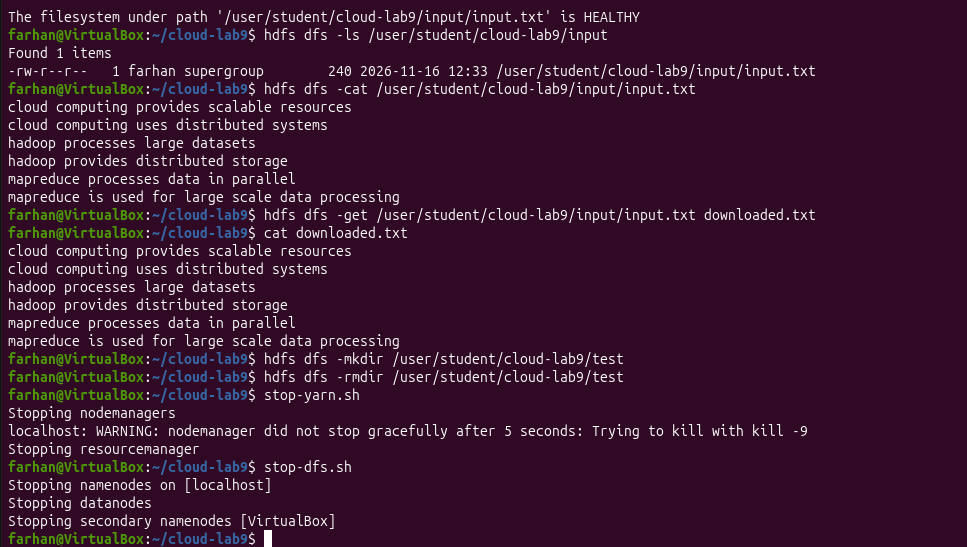 The filesystem under path '/user/student/cloud-lab9/input/input.txt' is HEALTHY
farhan@VirtualBox:~/cloud-lab9$ hdfs dfs -ls /user/student/cloud-lab9/input
Found 1 items
-rw-r--r--   1 farhan supergroup        240 2026-11-16 12:33 /user/student/cloud-lab9/input/input.txt
farhan@VirtualBox:~/cloud-lab9$ hdfs dfs -cat /user/student/cloud-lab9/input/input.txt
cloud computing provides scalable resources
cloud computing uses distributed systems
hadoop processes large datasets
hadoop provides distributed storage
mapreduce processes data in parallel
mapreduce is used for large scale data processing
farhan@VirtualBox:~/cloud-lab9$ hdfs dfs -get /user/student/cloud-lab9/input/input.txt downloaded.txt
farhan@VirtualBox:~/cloud-lab9$ cat downloaded.txt
cloud computing provides scalable resources
cloud computing uses distributed systems
hadoop processes large datasets
hadoop provides distributed storage
mapreduce processes data in parallel
mapreduce is used for large scale data processing
farhan@VirtualBox:~/cloud-lab9$ hdfs dfs -mkdir /user/student/cloud-lab9/test
farhan@VirtualBox:~/cloud-lab9$ hdfs dfs -rmdir /user/student/cloud-lab9/test
farhan@VirtualBox:~/cloud-lab9$ stop-yarn.sh
Stopping nodemanagers
localhost: WARNING: nodemanager did not stop gracefully after 5 seconds: Trying to kill with kill -9
Stopping resourcemanager
farhan@VirtualBox:~/cloud-lab9$ stop-dfs.sh
Stopping namenodes on [localhost]
Stopping datanodes
Stopping secondary namenodes [VirtualBox]
farhan@VirtualBox:~/cloud-lab9$